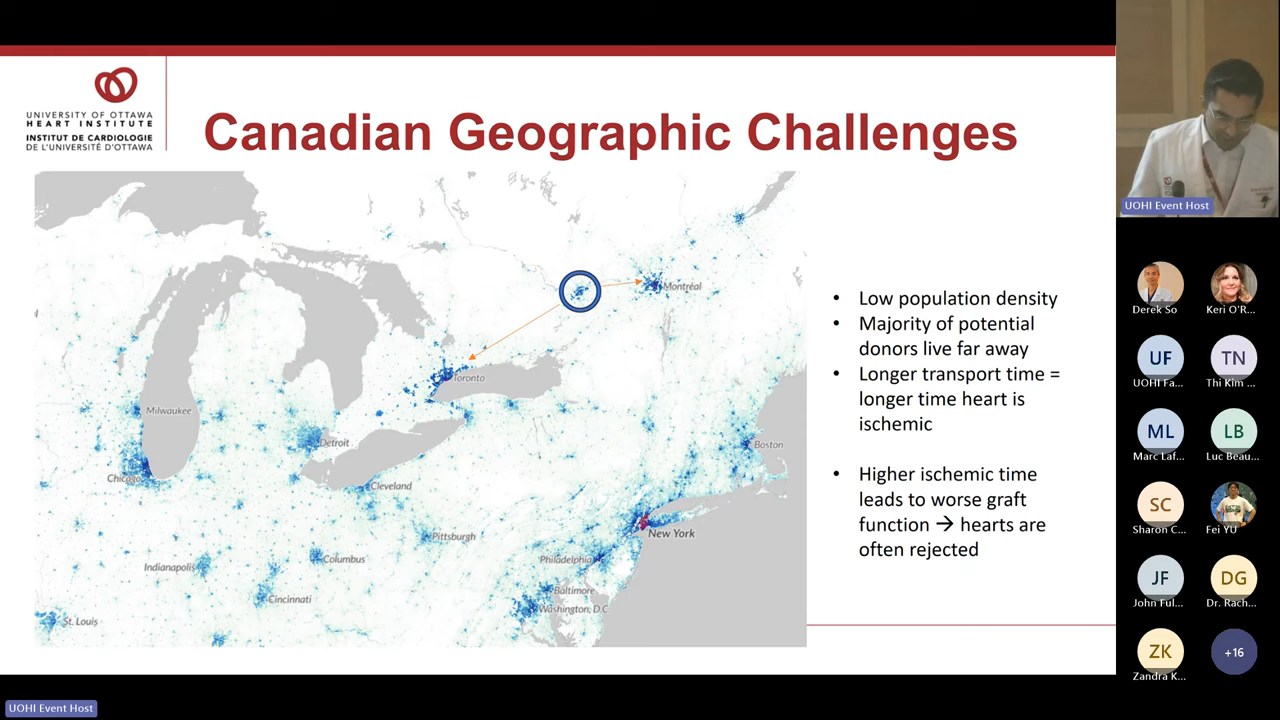 UNIVERSITY OF OTTAWA
HEART INSTITUTE
INSTITUT DE CARDIOLOGIE
DE L'UNIVERSITÉ D'OTTAWA
Canadian Geographic Challenges
Montréal
Toronto
Milwaukee
Detroit
Boston
Chicago
Cleveland
New York
Pittsburgh
Philadelphia
Columbus
Indianapolis
Baltimore
Cincinnati
Washington, D.C
St. Louis
• Low population density
• Majority of potential
donors live far away
• Longer transport time =
longer time heart is
ischemic
• Higher ischemic time
leads to worse graft
function → hearts are
often rejected
UOHI Event Host
Derek So
Keri O'R...
UF
TN
UOHI Fa...
Thi Kim ...
ML
LB
Marc Laf...
Luc Beau...
SC
Sharon C...
Fei YU
JF
DG
John Ful...
Dr. Rach...
ZK
+16
Zandra K...
UOHI Event Host